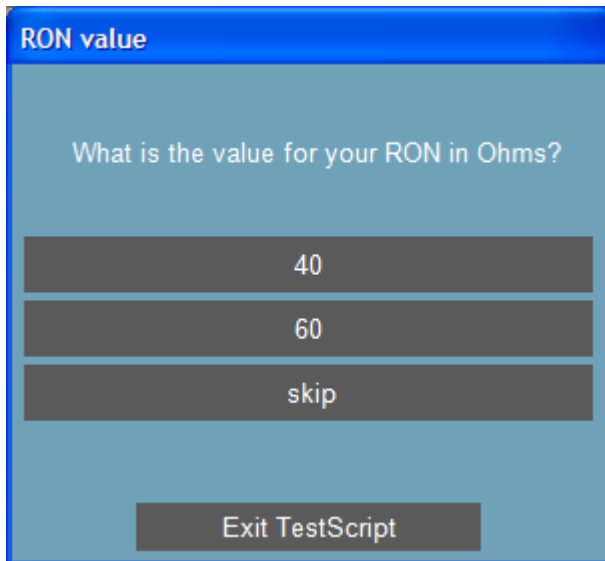 RON value
What is the value for your RON in Ohms?
40
60
skip
Exit TestScript